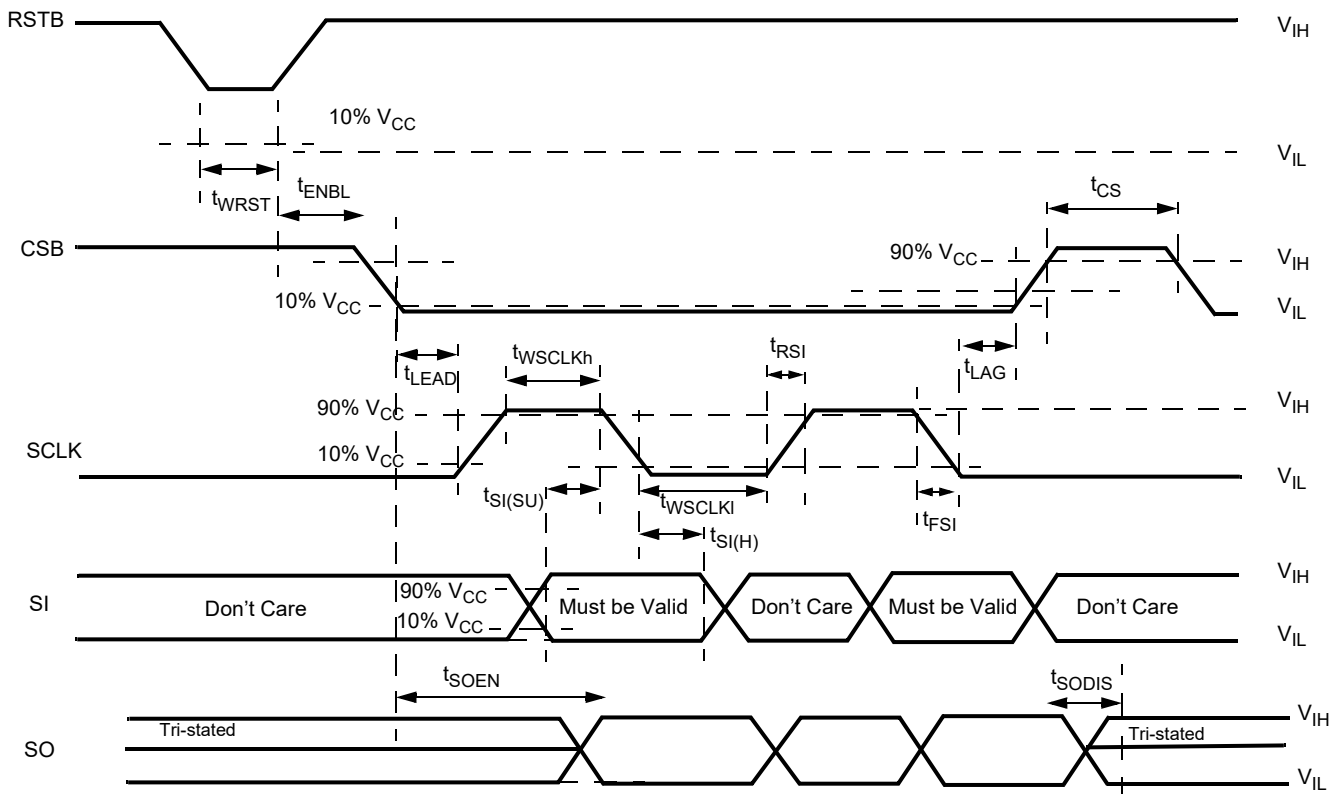 RSTB
V_IH
10% V_CC
V_IL
t_WRST
t_ENBL
t_CS
CSB
90% V_CC
V_IH
10% V_CC
V_IL
t_LEAD
t_WSCLKh
t_RSI
t_LAG
90% V_CC
V_IH
SCLK
10% V_CC
V_IL
t_SI(SU)
t_WSCLKl
t_FSI
t_SI(H)
SI
Don't Care
90% V_CC
10% V_CC
Must be Valid
Don't Care
Must be Valid
Don't Care
V_IH
V_IL
t_SOEN
t_SODIS
SO
Tri-stated
Tri-stated
V_IH
V_IL